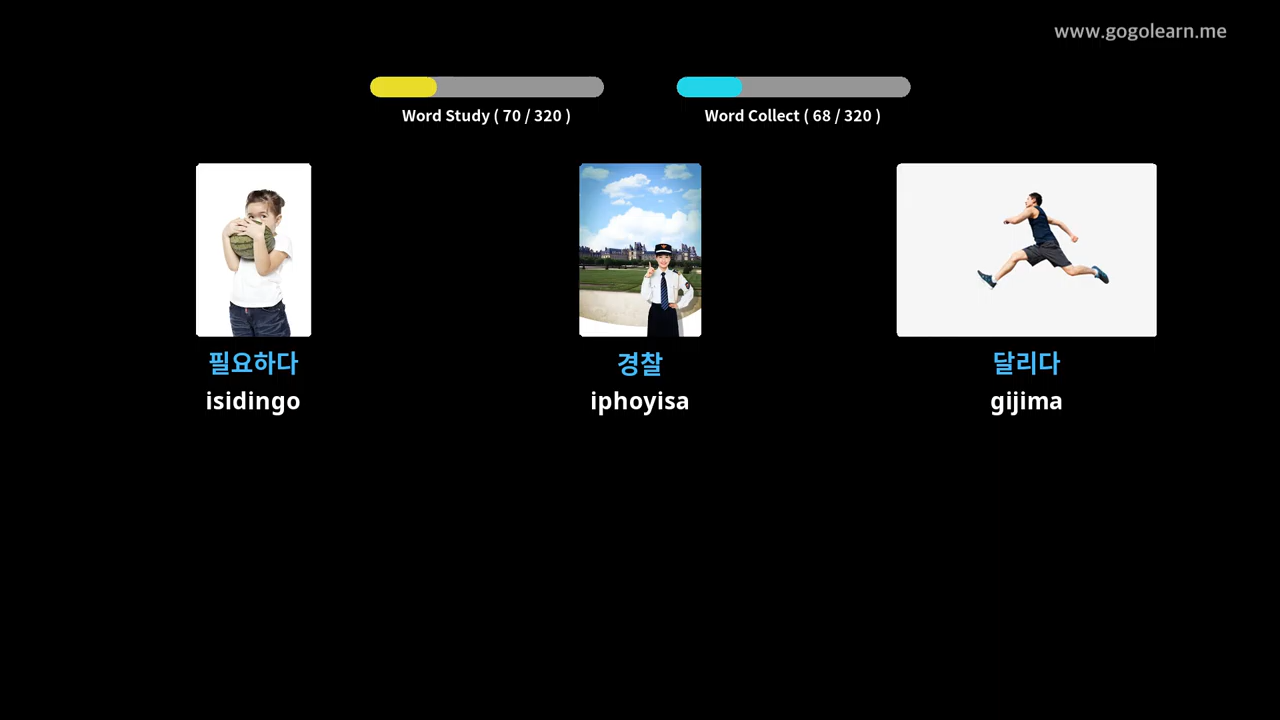 www.gogolearn.me
Word Study ( 70 / 320 )
Word Collect ( 68 / 320 )
필요하다
isidingo
경찰
iphoyisa
달리다
gijima